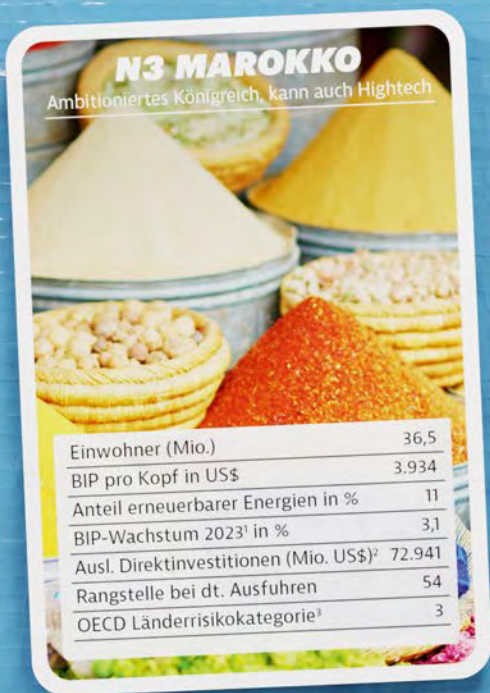 N3 MAROKKO
Ambitioniertes Königreich, kann auch Hightech
Einwohner (Mio.) 36,5
BIP pro Kopf in US$ 3.934
Anteil erneuerbarer Energien in % 11
BIP-Wachstum 2023¹ in % 3,1
Ausl. Direktinvestitionen (Mio. US$)² 72.941
Rangstelle bei dt. Ausfuhren 54
OECD Länderrisikokategorie³ 3